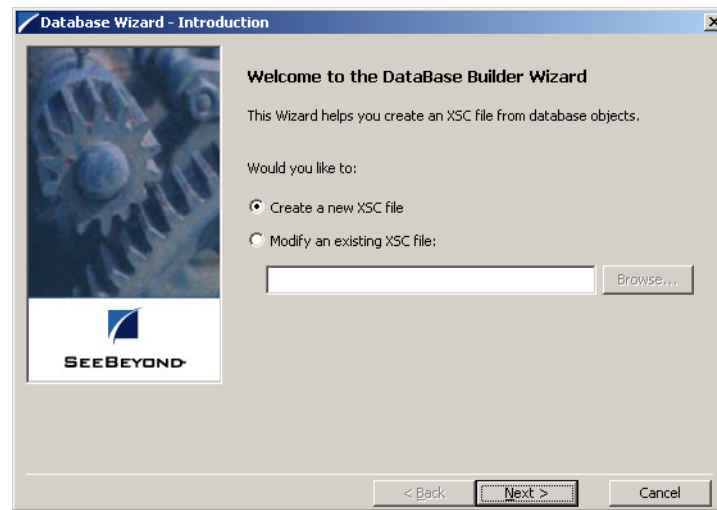 Database Wizard - Introduction
Welcome to the DataBase Builder Wizard
This Wizard helps you create an XSC file from database objects.
Would you like to:
Create a new XSC file
Modify an existing XSC file:
Browse...
SEEBEYOND
< Back
Next >
Cancel